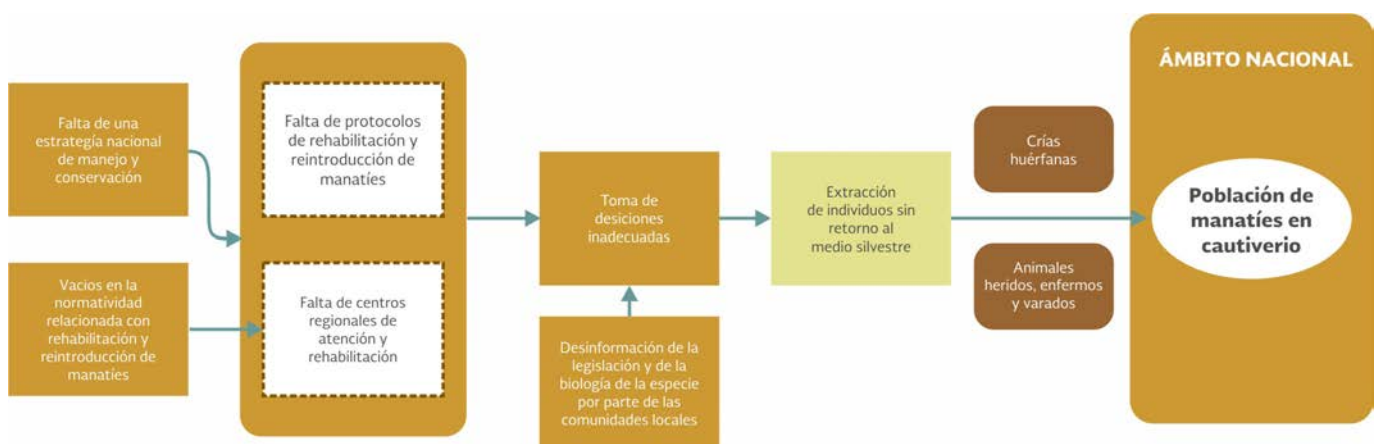 Falta de una
estrategía nacional
de manejo y
conservación
Vacios en la
normatividad
relacionada con
rehabilitación y
reintroducción de
manatíes
Falta de protocolos
de rehabilitación y
reintroducción de
manatíes
Falta de centros
regionales de
atención y
rehabilitación
Toma de
desiciones
inadecuadas
Desinformación de la
legislación y de la
biología de la especie
por parte de las
comunidades locales
Extracción
de individuos sin
retorno al
medio silvestre
Crías
huérfanas
Animales
heridos, enfermos
y varados
ÁMBITO NACIONAL
Población de
manatíes en
cautiverio